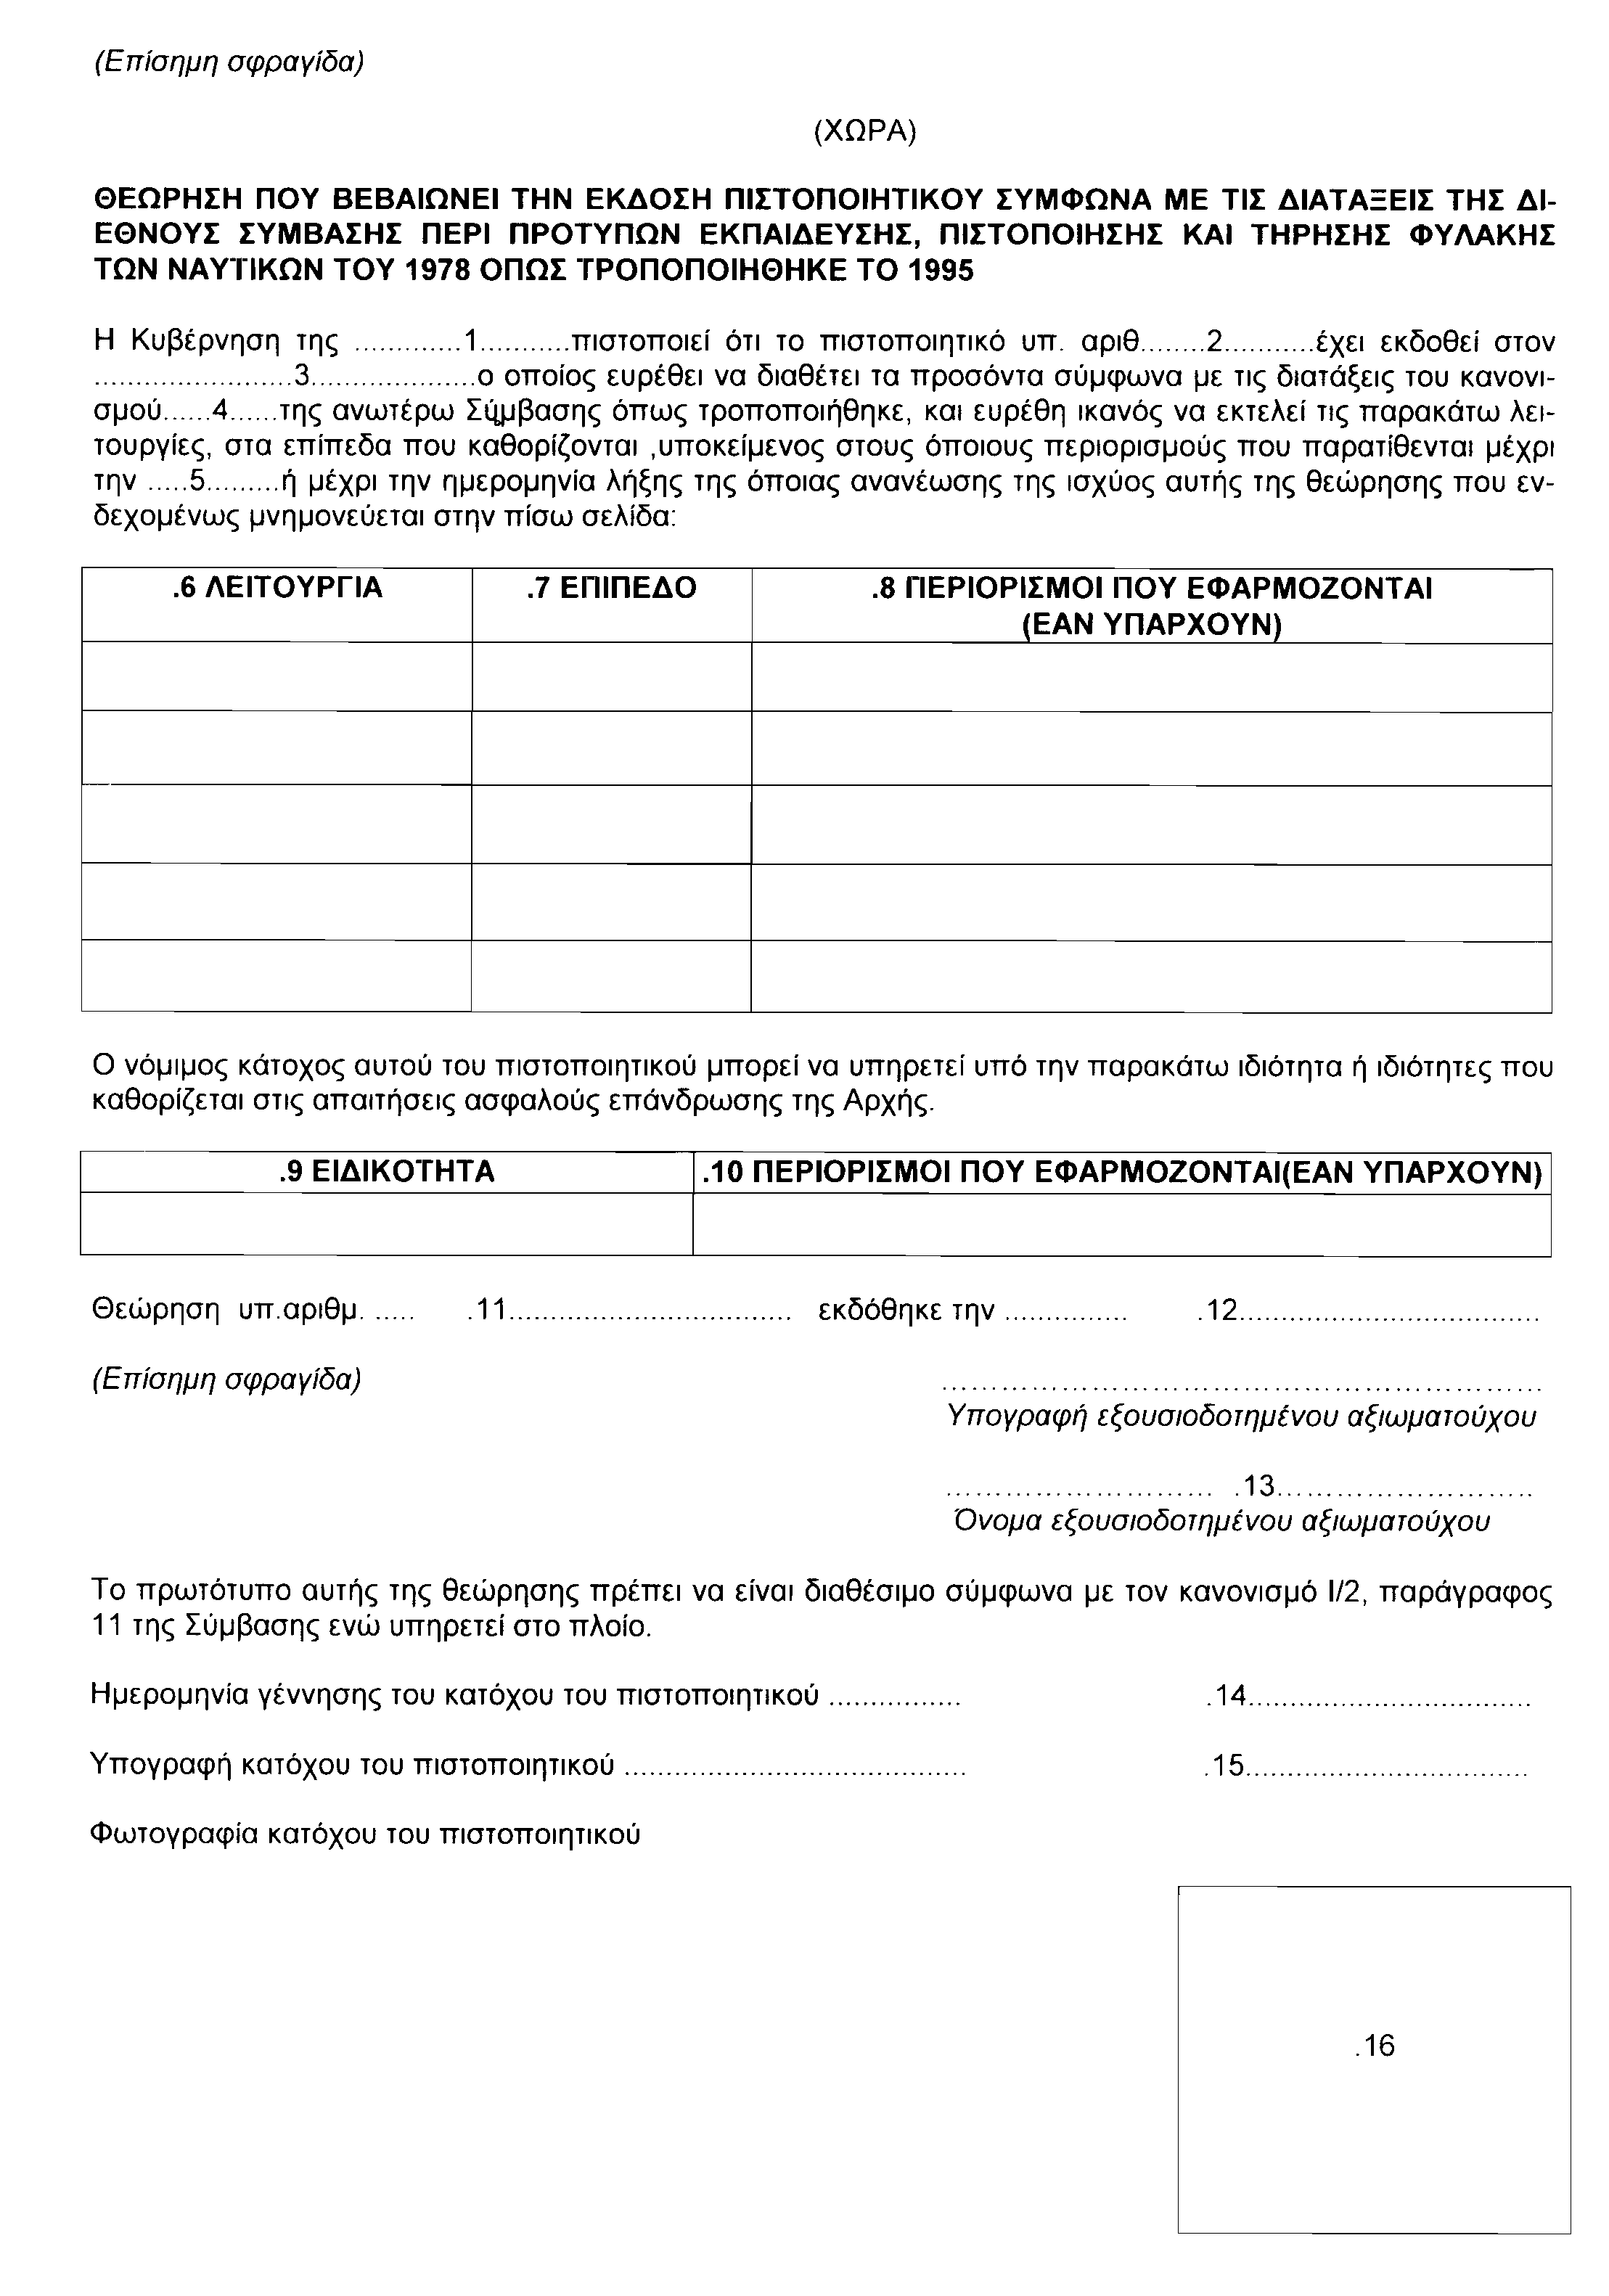 (Επίσημη σφραγίδα)
(ΧΩΡΑ)
ΘΕΩΡΗΣΗ ΠΟΥ ΒΕΒΑΙΩΝΕΙ ΤΗΝ ΕΚΔΟΣΗ ΠΙΣΤΟΠΟΙΗΤΙΚΟΥ ΣΥΜΦΩΝΑ ΜΕ ΤΙΣ ΔΙΑΤΑΞΕΙΣ ΤΗΣ ΔΙ-
ΕΘΝΟΥΣ ΣΥΜΒΑΣΗΣ ΠΕΡΙ ΠΡΟΤΥΠΩΝ ΕΚΠΑΙΔΕΥΣΗΣ, ΠΙΣΤΟΠΟΙΗΣΗΣ ΚΑΙ ΤΗΡΗΣΗΣ ΦΥΛΑΚΗΣ
ΤΩΝ ΝΑΥΤΙΚΩΝ ΤΟΥ 1978 ΟΠΩΣ ΤΡΟΠΟΠΟΙΗΘΗΚΕ ΤΟ 1995
Η Κυβέρνηση της .............1...........πιστοποιεί ότι το πιστοποιητικό υπ. αριθ........2...........έχει εκδοθεί στον
........................3....................ο οποίος ευρέθει να διαθέτει τα προσόντα σύμφωνα με τις διατάξεις του κανονι-
σμού......4......της ανωτέρω Σύμβασης όπως τροποποιήθηκε, και ευρέθη ικανός να εκτελεί τις παρακάτω λει-
τουργίες, στα επίπεδα που καθορίζονται ,υποκείμενος στους όποιους περιορισμούς που παρατίθενται μέχρι
την .....5.........ή μέχρι την ημερομηνία λήξης της όποιας ανανέωσης της ισχύος αυτής της θεώρησης που εν-
δεχομένως μνημονεύεται στην πίσω σελίδα:
.6 ΛΕΙΤΟΥΡΓΙΑ .7 ΕΠΙΠΕΔΟ .8 ΠΕΡΙΟΡΙΣΜΟΙ ΠΟΥ ΕΦΑΡΜΟΖΟΝΤΑΙ
(ΕΑΝ ΥΠΑΡΧΟΥΝ)
Ο νόμιμος κάτοχος αυτού του πιστοποιητικού μπορεί να υπηρετεί υπό την παρακάτω ιδιότητα ή ιδιότητες που
καθορίζεται στις απαιτήσεις ασφαλούς επάνδρωσης της Αρχής.
.9 ΕΙΔΙΚΟΤΗΤΑ .10 ΠΕΡΙΟΡΙΣΜΟΙ ΠΟΥ ΕΦΑΡΜΟΖΟΝΤΑΙ(ΕΑΝ ΥΠΑΡΧΟΥΝ)
Θεώρηση υπ.αριθμ. ..... .11.................................. εκδόθηκε την ............... .12....................................
(Επίσημη σφραγίδα) ................................................................
Υπογραφή εξουσιοδοτημένου αξιωματούχου
............................ .13...........................
Όνομα εξουσιοδοτημένου αξιωματούχου
Το πρωτότυπο αυτής της θεώρησης πρέπει να είναι διαθέσιμο σύμφωνα με τον κανονισμό Ι/2, παράγραφος
11 της Σύμβασης ενώ υπηρετεί στο πλοίο.
Ημερομηνία γέννησης του κατόχου του πιστοποιητικού ................ .14..................................
Υπογραφή κατόχου του πιστοποιητικού ......................................... .15..................................
Φωτογραφία κατόχου του πιστοποιητικού
.16